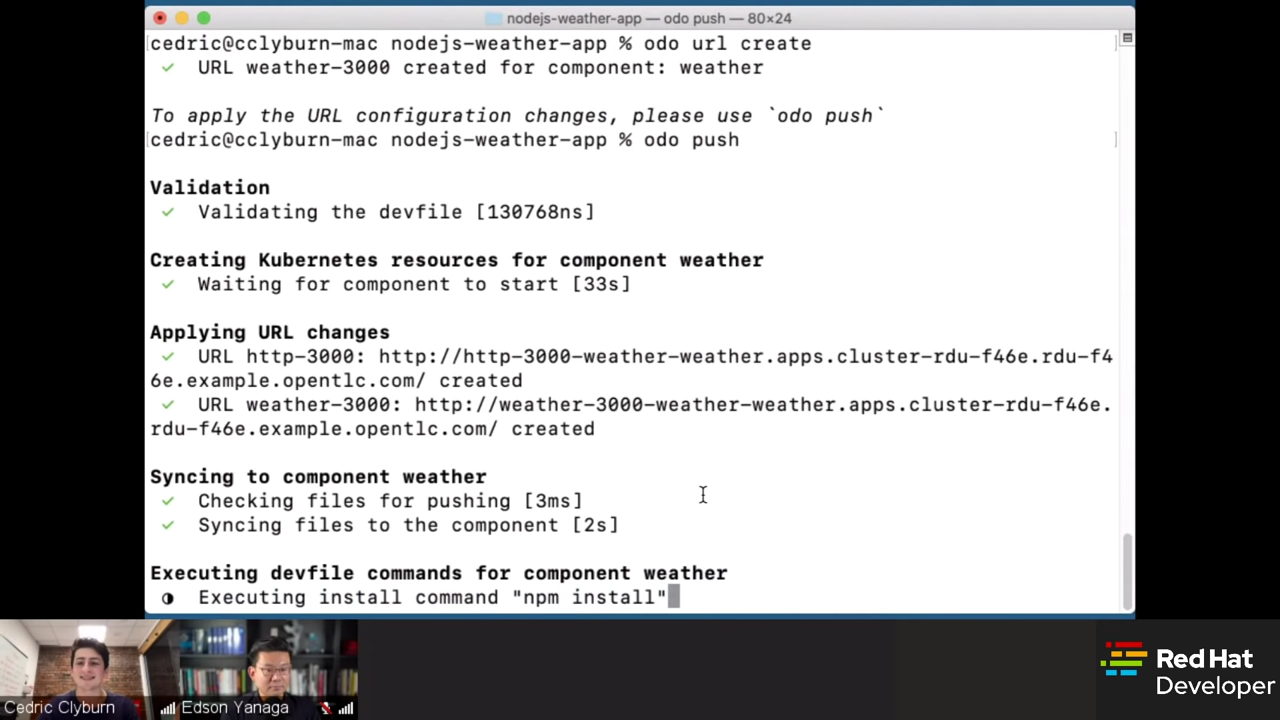 nodejs-weather-app — odo push — 80×24
cedric@cclyburn-mac nodejs-weather-app % odo url create
✓ URL weather-3000 created for component: weather
To apply the URL configuration changes, please use `odo push`
cedric@cclyburn-mac nodejs-weather-app % odo push
Validation
✓ Validating the devfile [130768ns]
Creating Kubernetes resources for component weather
✓ Waiting for component to start [33s]
Applying URL changes
✓ URL http-3000: http://http-3000-weather-weather.apps.cluster-rdu-f46e.rdu-f4
6e.example.opentlc.com/ created
✓ URL weather-3000: http://weather-3000-weather-weather.apps.cluster-rdu-f46e.
rdu-f46e.example.opentlc.com/ created
Syncing to component weather
✓ Checking files for pushing [3ms]
✓ Syncing files to the component [2s]
Executing devfile commands for component weather
◑ Executing install command "npm install"
Cedric Clyburn
Edson Yanaga
Red Hat
Developer